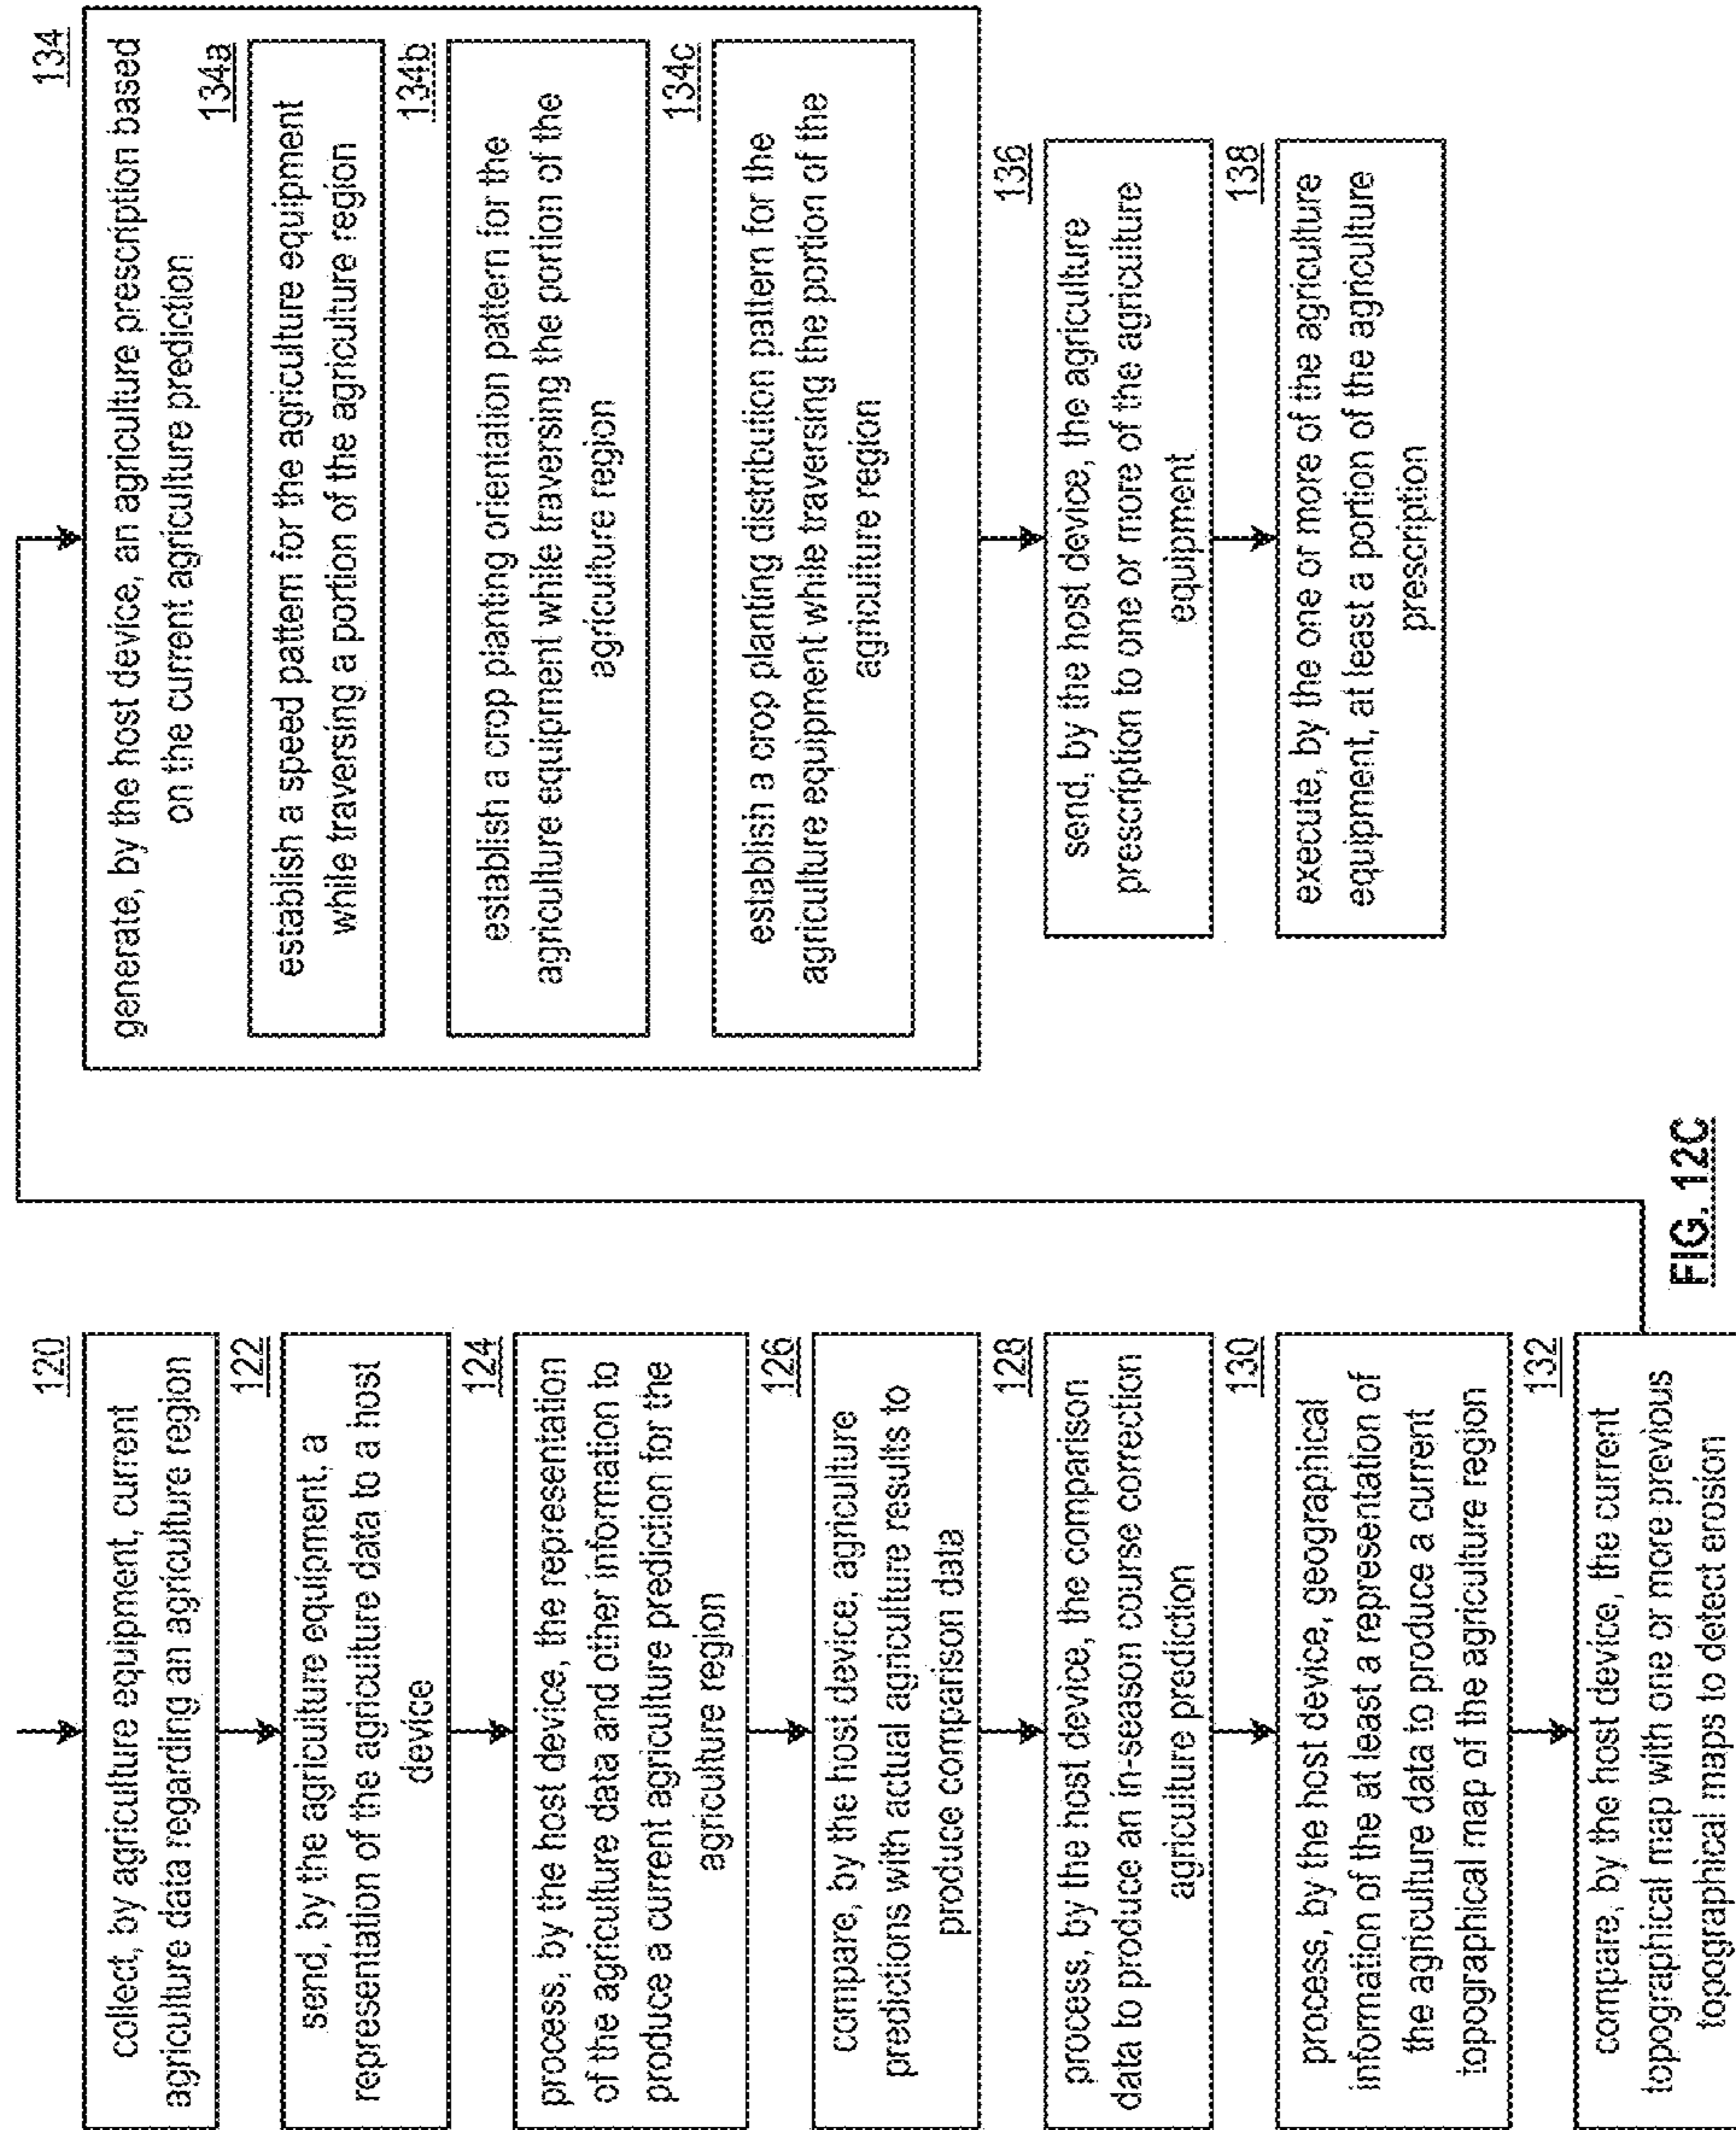 120
collect, by agriculture equipment, current
agriculture data regarding an agriculture region
122
send, by the agriculture equipment, a
representation of the agriculture data to a host
device
124
process, by the host device, the representation
of the agriculture data and other information to
produce a current agriculture prediction for the
agriculture region
126
compare, by the host device, agriculture
predictions with actual agriculture results to
produce comparison data
128
process, by the host device, the comparison
data to produce an in-season course correction
agriculture prediction
130
process, by the host device, geographical
information of the at least a representation of
the agriculture data to produce a current
topographical map of the agriculture region
132
compare, by the host device, the current
topographical map with one or more previous
topographical maps to detect erosion
134
generate, by the host device, an agriculture prescription based
on the current agriculture prediction
134a
establish a speed pattern for the agriculture equipment
while traversing a portion of the agriculture region
134b
establish a crop planting orientation pattern for the
agriculture equipment while traversing the portion of the
agriculture region
134c
establish a crop planting distribution pattern for the
agriculture equipment while traversing the portion of the
agriculture region
136
send, by the host device, the agriculture
prescription to one or more of the agriculture
equipment
138
execute, by the one or more of the agriculture
equipment, at least a portion of the agriculture
prescription
FIG. 12C